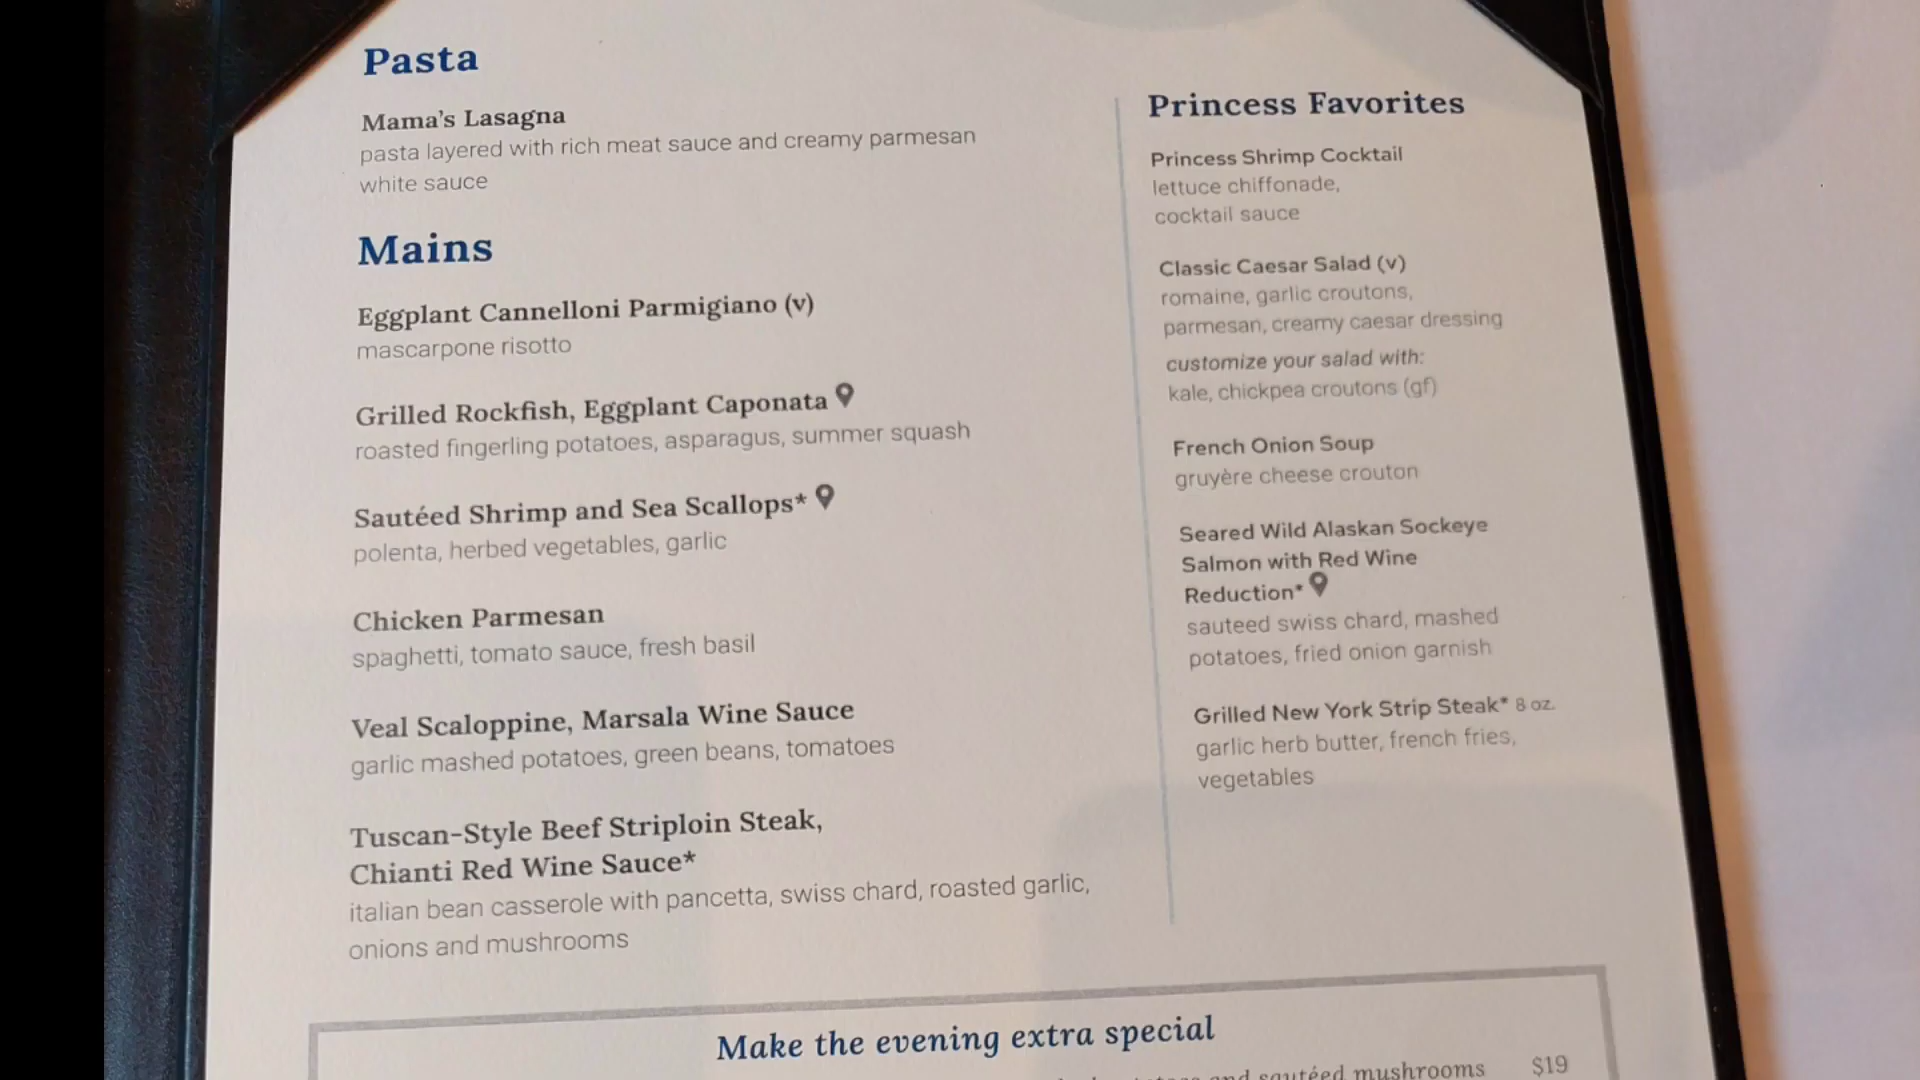 Pasta
Mama's Lasagna
pasta layered with rich meat sauce and creamy parmesan
white sauce
Mains
Eggplant Cannelloni Parmigiano (v)
mascarpone risotto
Grilled Rockfish, Eggplant Caponata
roasted fingerling potatoes, asparagus, summer squash
Sautéed Shrimp and Sea Scallops*
polenta, herbed vegetables, garlic
Chicken Parmesan
spaghetti, tomato sauce, fresh basil
Veal Scaloppine, Marsala Wine Sauce
garlic mashed potatoes, green beans, tomatoes
Tuscan-Style Beef Striploin Steak,
Chianti Red Wine Sauce*
italian bean casserole with pancetta, swiss chard, roasted garlic,
onions and mushrooms
Princess Favorites
Princess Shrimp Cocktail
lettuce chiffonade,
cocktail sauce
Classic Caesar Salad (v)
romaine, garlic croutons,
parmesan, creamy caesar dressing
customize your salad with:
kale, chickpea croutons (gf)
French Onion Soup
gruyère cheese crouton
Seared Wild Alaskan Sockeye
Salmon with Red Wine
Reduction*
sauteed swiss chard, mashed
potatoes, fried onion garnish
Grilled New York Strip Steak* 8 oz.
garlic herb butter, french fries,
vegetables
Make the evening extra special
and sautéed mushrooms $19